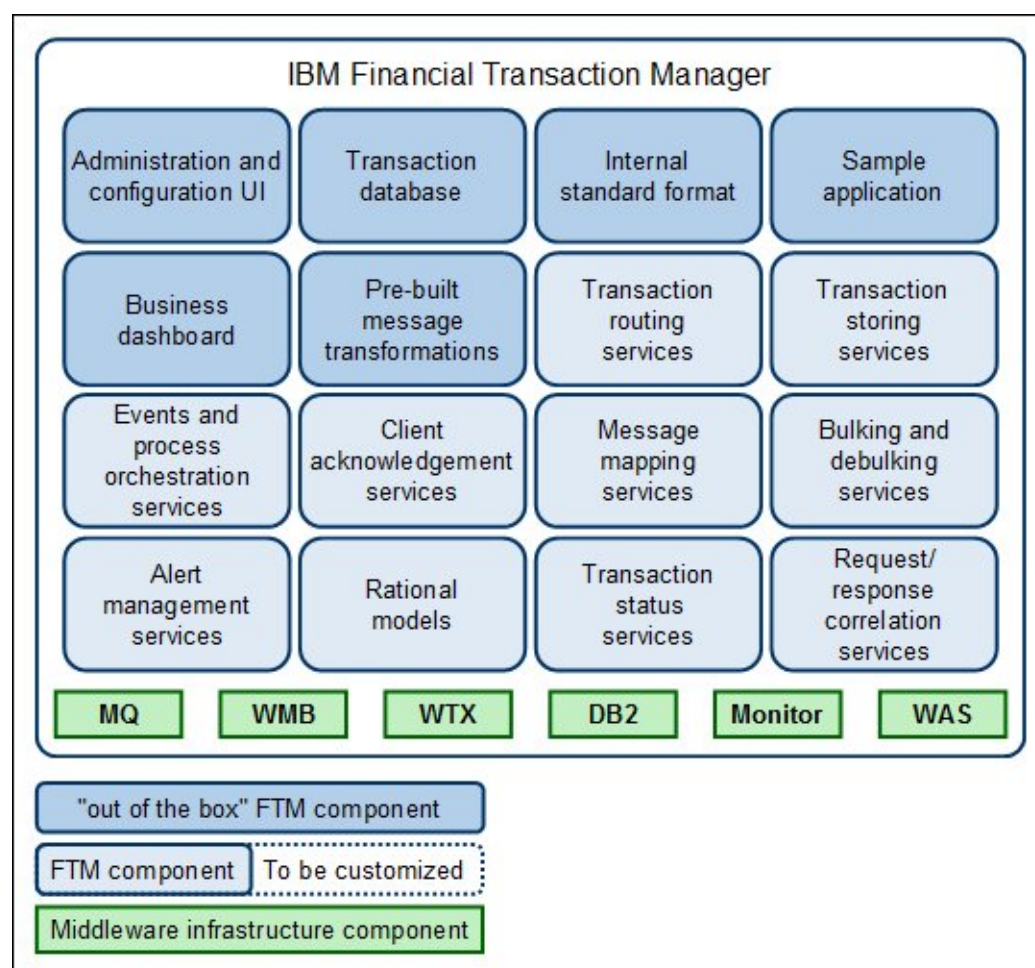 IBM Financial Transaction Manager
Administration and
configuration UI
Transaction
database
Internal
standard format
Sample
application
Business
dashboard
Pre-built
message
transformations
Transaction
routing
services
Transaction
storing
services
Events and
process
orchestration
services
Client
acknowledgement
services
Message
mapping
services
Bulking and
debulking
services
Alert
management
services
Rational
models
Transaction
status
services
Request/
response
correlation
services
MQ
WMB
WTX
DB2
Monitor
WAS
"out of the box" FTM component
FTM component
To be customized
Middleware infrastructure component